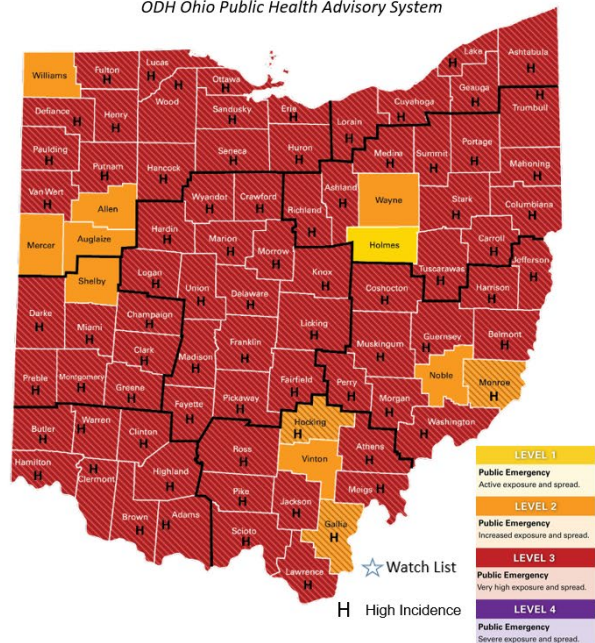 ODH Ohio Public Health Advisory System
Williams
Fulton
H
Lucas
H
Ottawa
H
Lake
H
Ashtabula
H
Geauga
H
Cuyahoga
H
Defiance
H
Henry
H
Wood
Sandusky
H
Erie
H
Lorain
H
Trumbull
H
Paulding
H
Putnam
H
Hancock
H
Seneca
H
Huron
H
Medina
H
Summit
H
Portage
H
Mahoning
H
Van Wert
H
Allen
Wyandot
H
Crawford
H
Richland
H
Ashland
H
Wayne
Stark
H
Columbiana
H
Mercer
Auglaize
Hardin
H
Marion
H
Morrow
H
Holmes
Carroll
H
Tuscarawas
H
Jefferson
H
Shelby
Logan
H
Union
H
Delaware
H
Knox
H
Coshocton
H
Harrison
H
Darke
H
Miami
H
Champaign
H
Clark
H
Madison
H
Franklin
H
Licking
H
Muskingum
H
Guernsey
H
Belmont
H
Preble
H
Montgomery
H
Greene
H
Fayette
H
Pickaway
H
Fairfield
H
Perry
H
Morgan
H
Noble
Monroe
H
Butler
H
Warren
H
Clinton
H
Ross
H
Hocking
H
Athens
H
Washington
H
Hamilton
H
Clermont
H
Highland
H
Vinton
Brown
H
Adams
H
Pike
H
Jackson
H
Meigs
H
Scioto
H
Gallia
H
Lawrence
H
Watch List
H High Incidence
LEVEL 1
Public Emergency
Active exposure and spread.
LEVEL 2
Public Emergency
Increased exposure and spread.
LEVEL 3
Public Emergency
Very high exposure and spread.
LEVEL 4
Public Emergency
Severe exposure and spread.